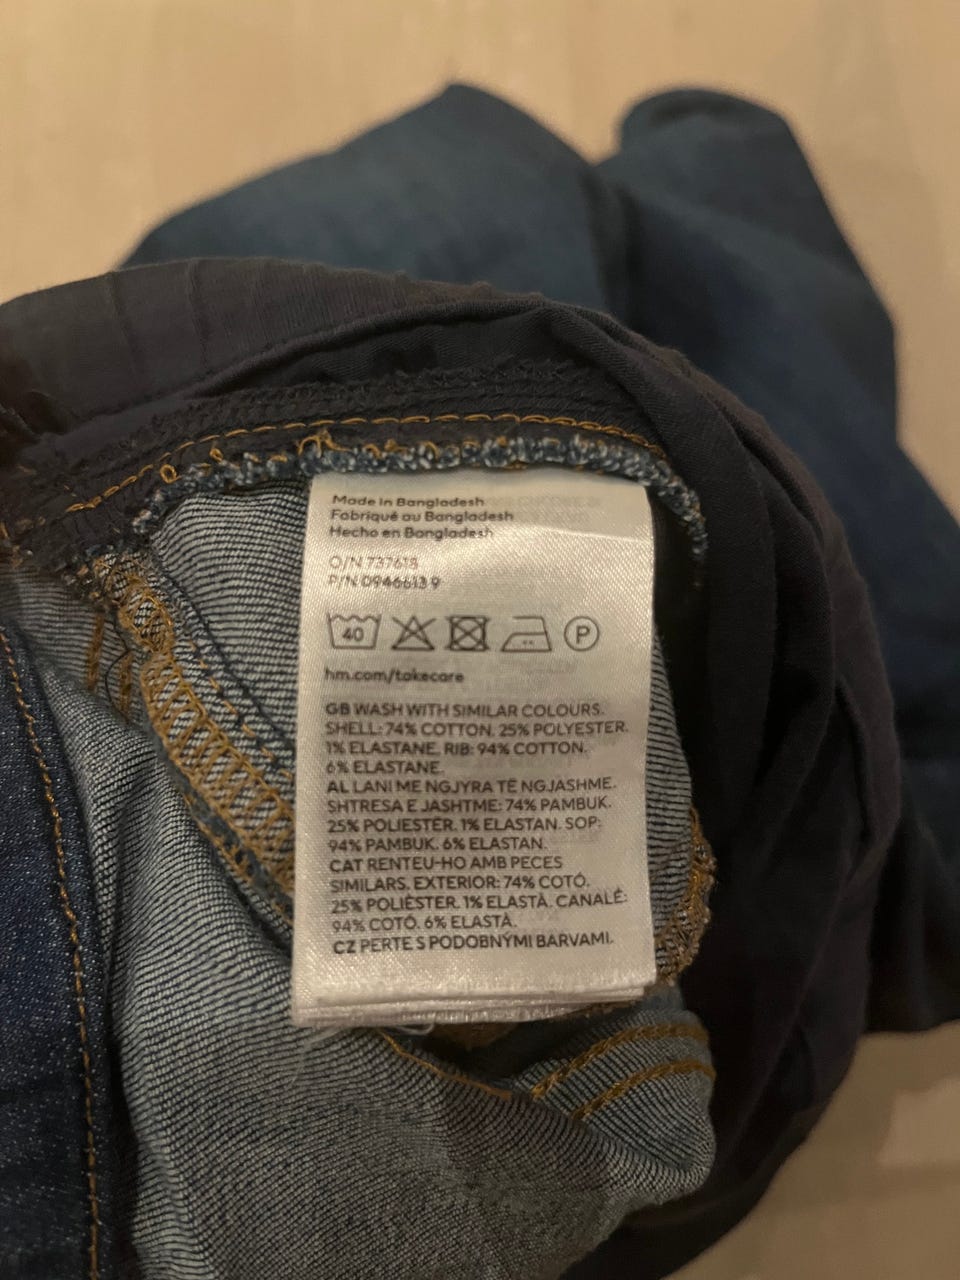 Made in Bangladesh
Fabriqué au Bangladesh
Hecho en Bangladesh
O/N 737618
P/N 0946613 9
40 P
hm.com/takecare
GB WASH WITH SIMILAR COLOURS.
SHELL: 74% COTTON. 25% POLYESTER.
1% ELASTANE. RIB: 94% COTTON.
6% ELASTANE.
AL LANI ME NGJYRA TË NGJASHME.
SHTRESA E JASHTME: 74% PAMBUK.
25% POLIESTËR. 1% ELASTAN. SOP:
94% PAMBUK. 6% ELASTAN.
CAT RENTEU-HO AMB PECES
SIMILARS. EXTERIOR: 74% COTÓ.
25% POLIÈSTER. 1% ELASTÀ. CANALÉ:
94% COTÓ. 6% ELASTÀ.
CZ PERTE S PODOBNÝMI BARVAMI.